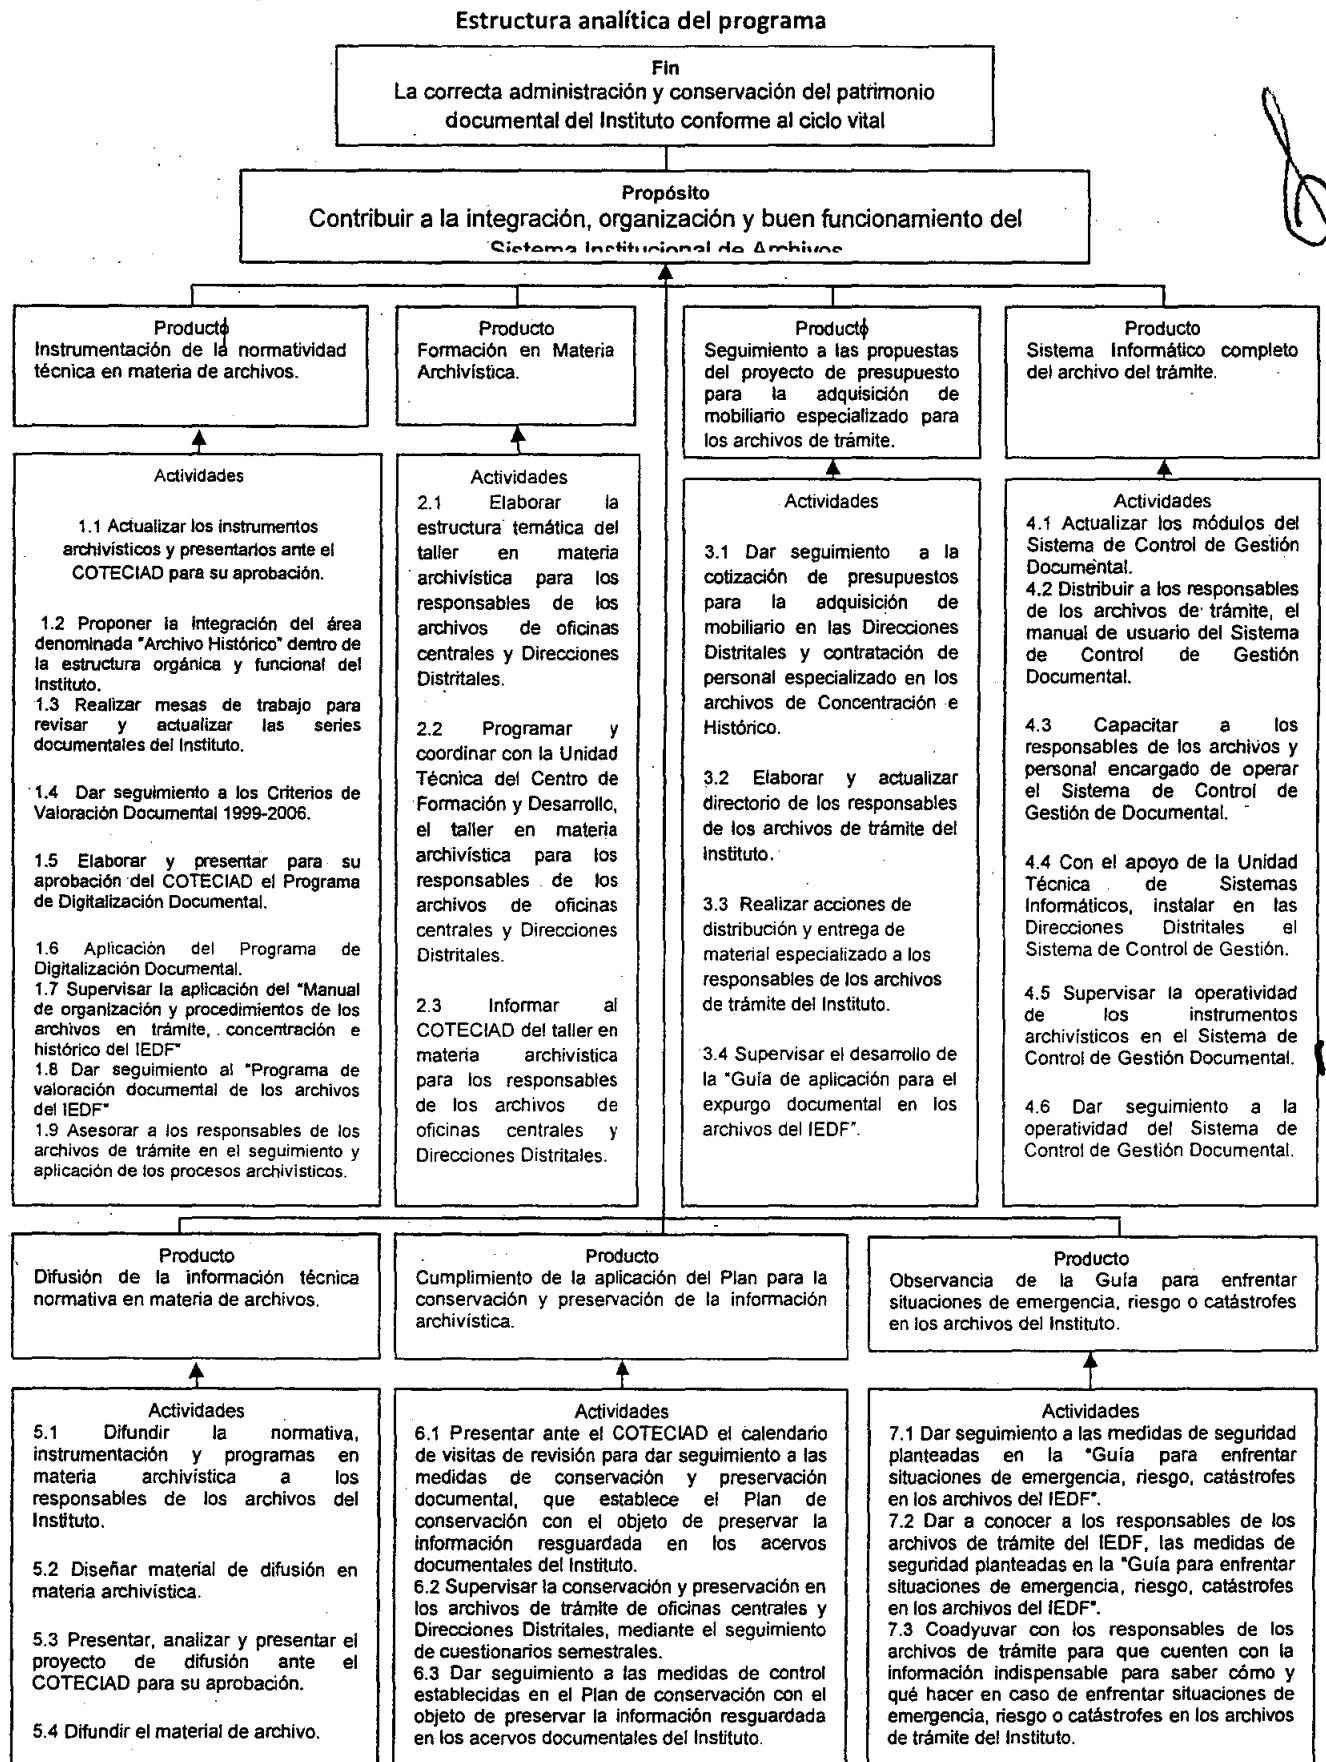 Estructura analítica del programa
Fin
La correcta administración y conservación del patrimonio
documental del Instituto conforme al ciclo vital
Propósito
Contribuir a la integración, organización y buen funcionamiento del
Sistema Institucional de Archivos
Producto
Instrumentación de la normatividad
técnica en materia de archivos.
Producto
Formación en Materia
Archivística.
Producto
Seguimiento a las propuestas
del proyecto de presupuesto
para la adquisición de
mobiliario especializado para
los archivos de trámite.
Producto
Sistema Informático completo
del archivo del trámite.
Actividades
1.1 Actualizar los instrumentos
archivísticos y presentarlos ante el
COTECIAD para su aprobación.
1.2 Proponer la integración del área
denominada "Archivo Histórico" dentro de
la estructura orgánica y funcional del
Instituto.
1.3 Realizar mesas de trabajo para
revisar y actualizar las series
documentales del Instituto.
1.4 Dar seguimiento a los Criterios de
Valoración Documental 1999-2006.
1.5 Elaborar y presentar para su
aprobación del COTECIAD el Programa
de Digitalización Documental.
1.6 Aplicación del Programa de
Digitalización Documental.
1.7 Supervisar la aplicación del "Manual
de organización y procedimientos de los
archivos en trámite, concentración e
histórico del IEDF"
1.8 Dar seguimiento al "Programa de
valoración documental de los archivos
del IEDF"
1.9 Asesorar a los responsables de los
archivos de trámite en el seguimiento y
aplicación de los procesos archivísticos.
Actividades
2.1 Elaborar la
estructura temática del
taller en materia
archivística para los
responsables de los
archivos de oficinas
centrales y Direcciones
Distritales.
2.2 Programar y
coordinar con la Unidad
Técnica del Centro de
Formación y Desarrollo,
el taller en materia
archivística para los
responsables de los
archivos de oficinas
centrales y Direcciones
Distritales.
2.3 Informar al
COTECIAD del taller en
materia archivística
para los responsables
de los archivos de
oficinas centrales y
Direcciones Distritales.
Actividades
3.1 Dar seguimiento a la
cotización de presupuestos
para la adquisición de
mobiliario en las Direcciones
Distritales y contratación de
personal especializado en los
archivos de Concentración e
Histórico.
3.2 Elaborar y actualizar
directorio de los responsables
de los archivos de trámite del
Instituto.
3.3 Realizar acciones de
distribución y entrega de
material especializado a los
responsables de los archivos
de trámite del Instituto.
3.4 Supervisar el desarrollo de
la "Guía de aplicación para el
expurgo documental en los
archivos del IEDF".
Actividades
4.1 Actualizar los módulos del
Sistema de Control de Gestión
Documental.
4.2 Distribuir a los responsables
de los archivos de trámite, el
manual de usuario del Sistema
de Control de Gestión
Documental.
4.3 Capacitar a los
responsables de los archivos y
personal encargado de operar
el Sistema de Control de
Gestión de Documental.
4.4 Con el apoyo de la Unidad
Técnica de Sistemas
Informáticos, instalar en las
Direcciones Distritales el
Sistema de Control de Gestión.
4.5 Supervisar la operatividad
de los instrumentos
archivísticos en el Sistema de
Control de Gestión Documental.
4.6 Dar seguimiento a la
operatividad del Sistema de
Control de Gestión Documental.
Producto
Difusión de la información técnica
normativa en materia de archivos.
Producto
Cumplimiento de la aplicación del Plan para la
conservación y preservación de la información
archivística.
Producto
Observancia de la Guía para enfrentar
situaciones de emergencia, riesgo o catástrofes
en los archivos del Instituto.
Actividades
5.1 Difundir la normativa,
instrumentación y programas en
materia archivística a los
responsables de los archivos del
Instituto.
5.2 Diseñar material de difusión en
materia archivística.
5.3 Presentar, analizar y presentar el
proyecto de difusión ante el
COTECIAD para su aprobación.
5.4 Difundir el material de archivo.
Actividades
6.1 Presentar ante el COTECIAD el calendario
de visitas de revisión para dar seguimiento a las
medidas de conservación y preservación
documental, que establece el Plan de
conservación con el objeto de preservar la
información resguardada en los acervos
documentales del Instituto.
6.2 Supervisar la conservación y preservación en
los archivos de trámite de oficinas centrales y
Direcciones Distritales, mediante el seguimiento
de cuestionarios semestrales.
6.3 Dar seguimiento a las medidas de control
establecidas en el Plan de conservación con el
objeto de preservar la información resguardada
en los acervos documentales del Instituto.
Actividades
7.1 Dar seguimiento a las medidas de seguridad
planteadas en la "Guía para enfrentar
situaciones de emergencia, riesgo, catástrofes
en los archivos del IEDF".
7.2 Dar a conocer a los responsables de los
archivos de trámite del IEDF, las medidas de
seguridad planteadas en la "Guía para enfrentar
situaciones de emergencia, riesgo, catástrofes
en los archivos del IEDF".
7.3 Coadyuvar con los responsables de los
archivos de trámite para que cuenten con la
información indispensable para saber cómo y
qué hacer en caso de enfrentar situaciones de
emergencia, riesgo o catástrofes en los archivos
de trámite del Instituto.